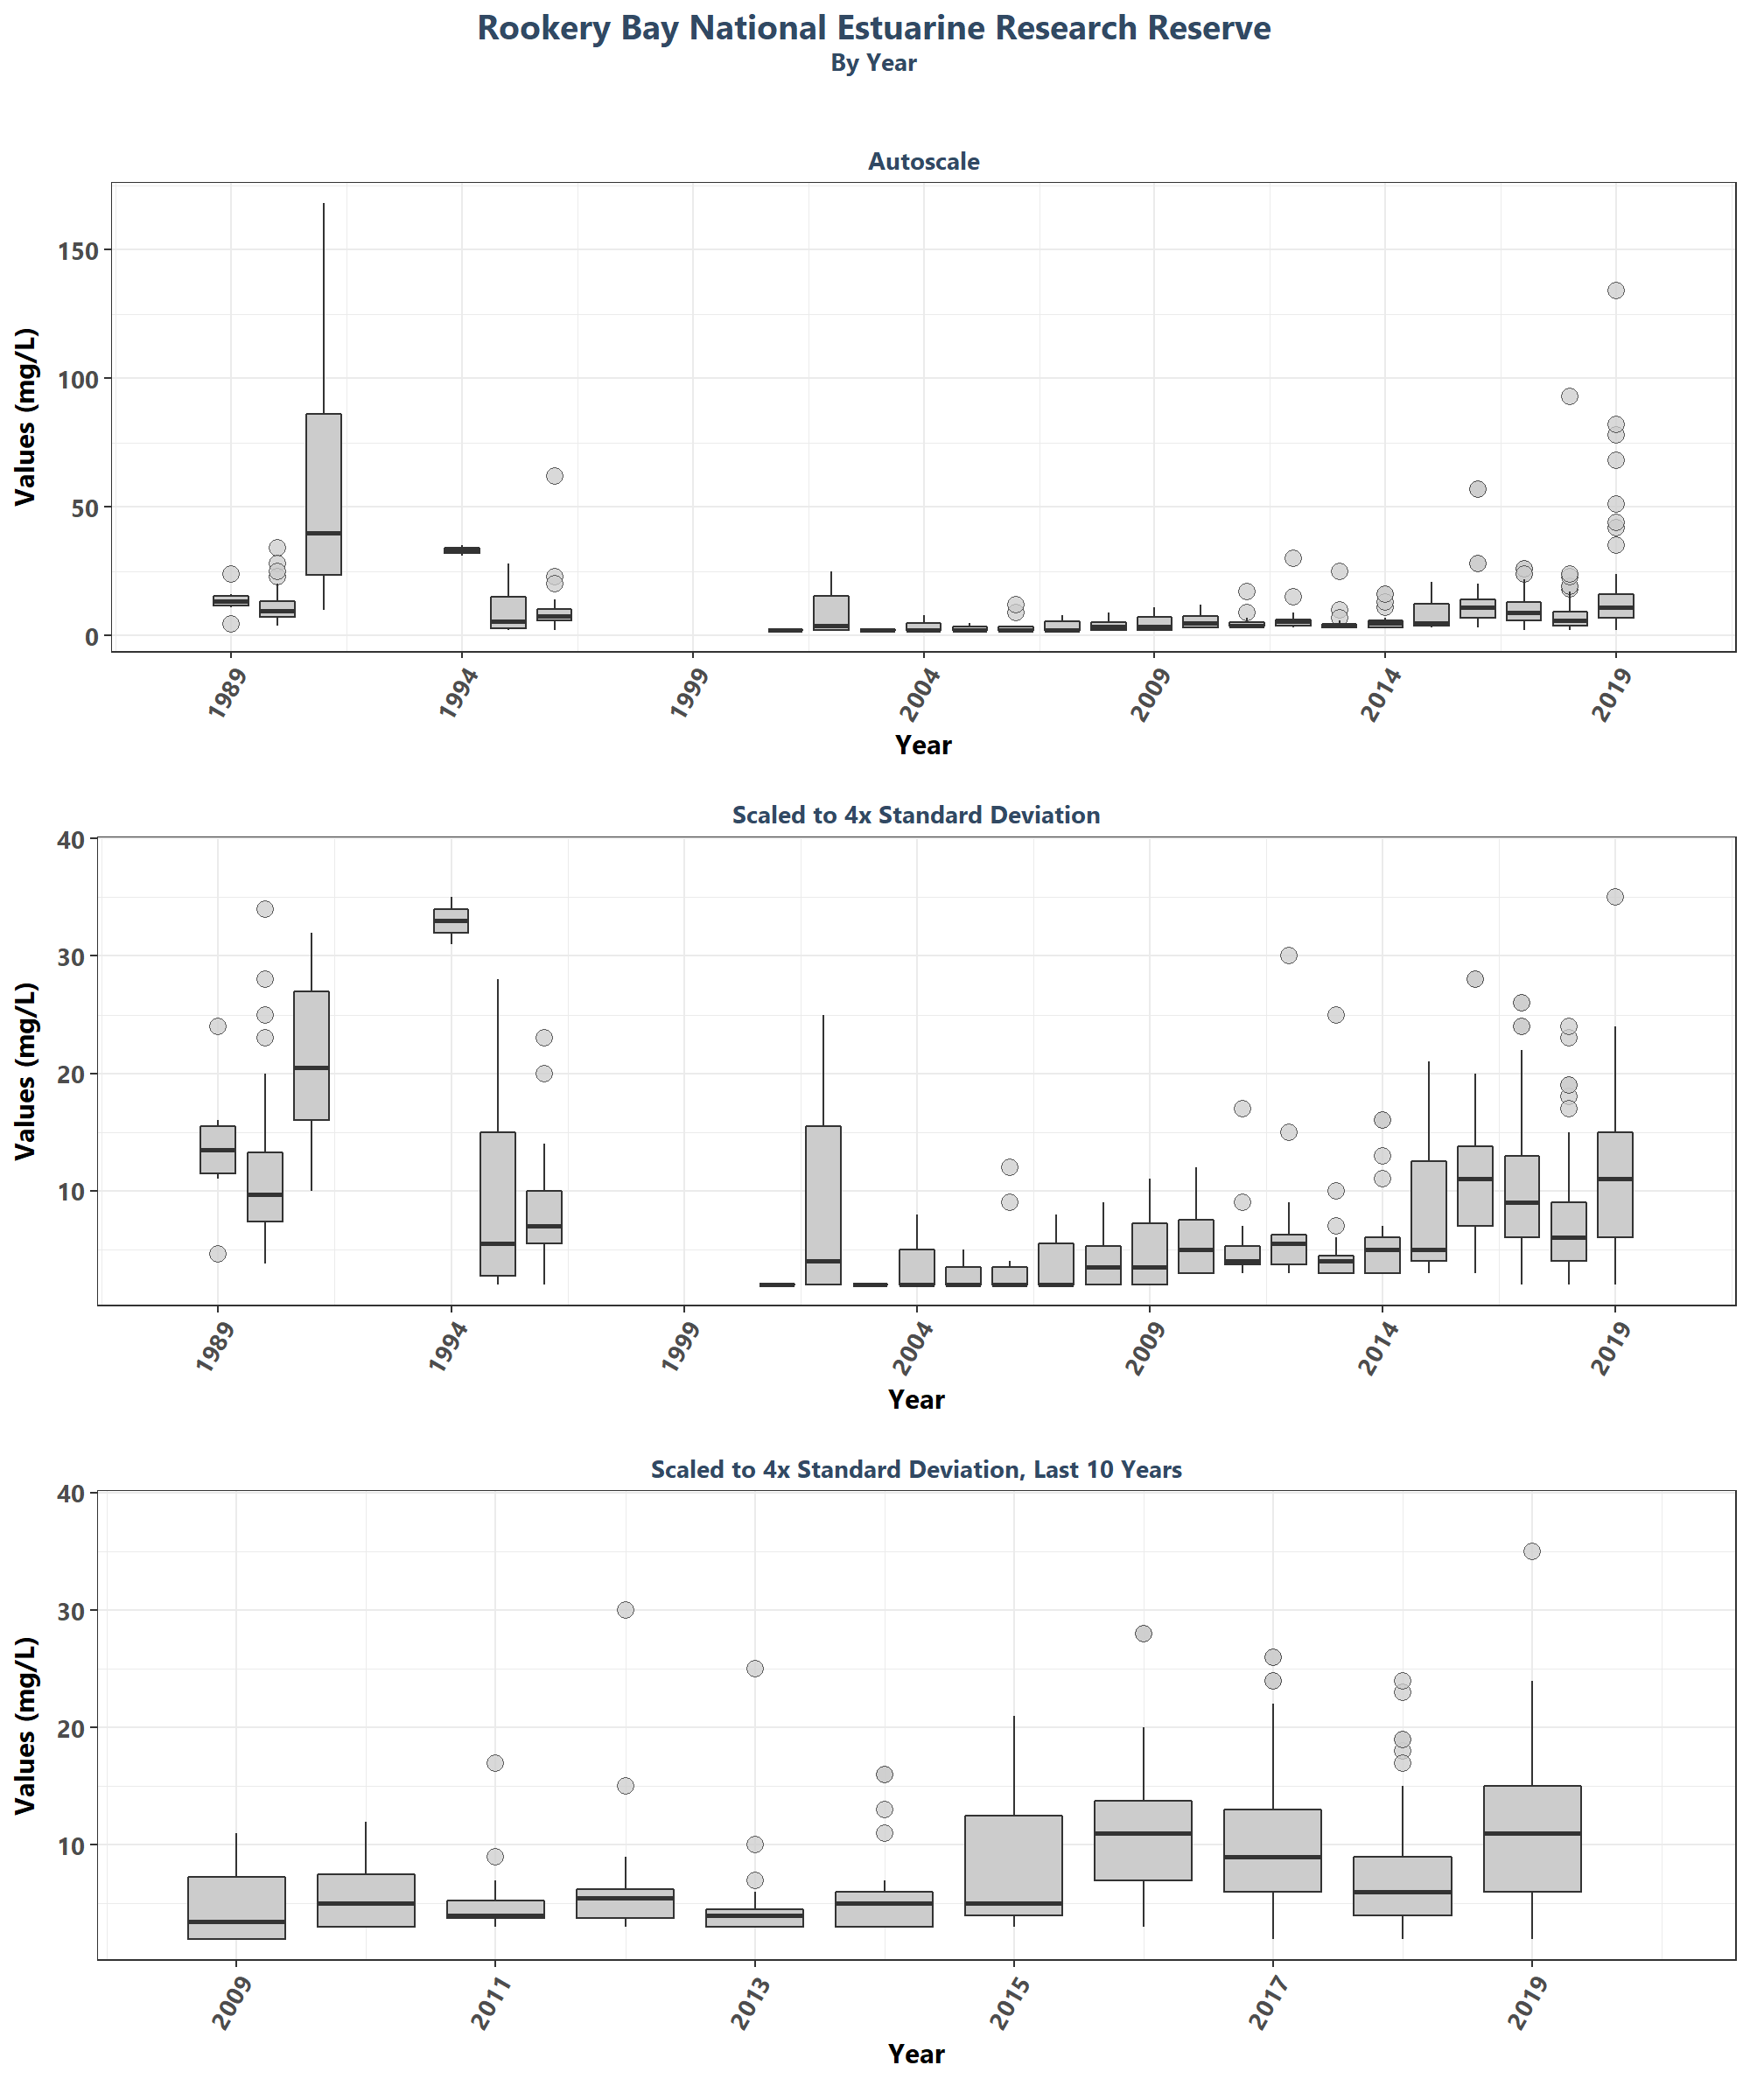 Rookery Bay National Estuarine Research Reserve
By Year
Autoscale
Values (mg/L)
150
100
50
0
1989
1994
1999
2004
2009
2014
2019
Year
Scaled to 4x Standard Deviation
Values (mg/L)
40
30
20
10
1989
1994
1999
2004
2009
2014
2019
Year
Scaled to 4x Standard Deviation, Last 10 Years
Values (mg/L)
40
30
20
10
2009
2011
2013
2015
2017
2019
Year